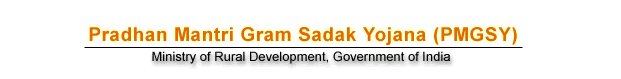 Pradhan Mantri Gram Sadak Yojana (PMGSY)
Ministry of Rural Development, Government of India